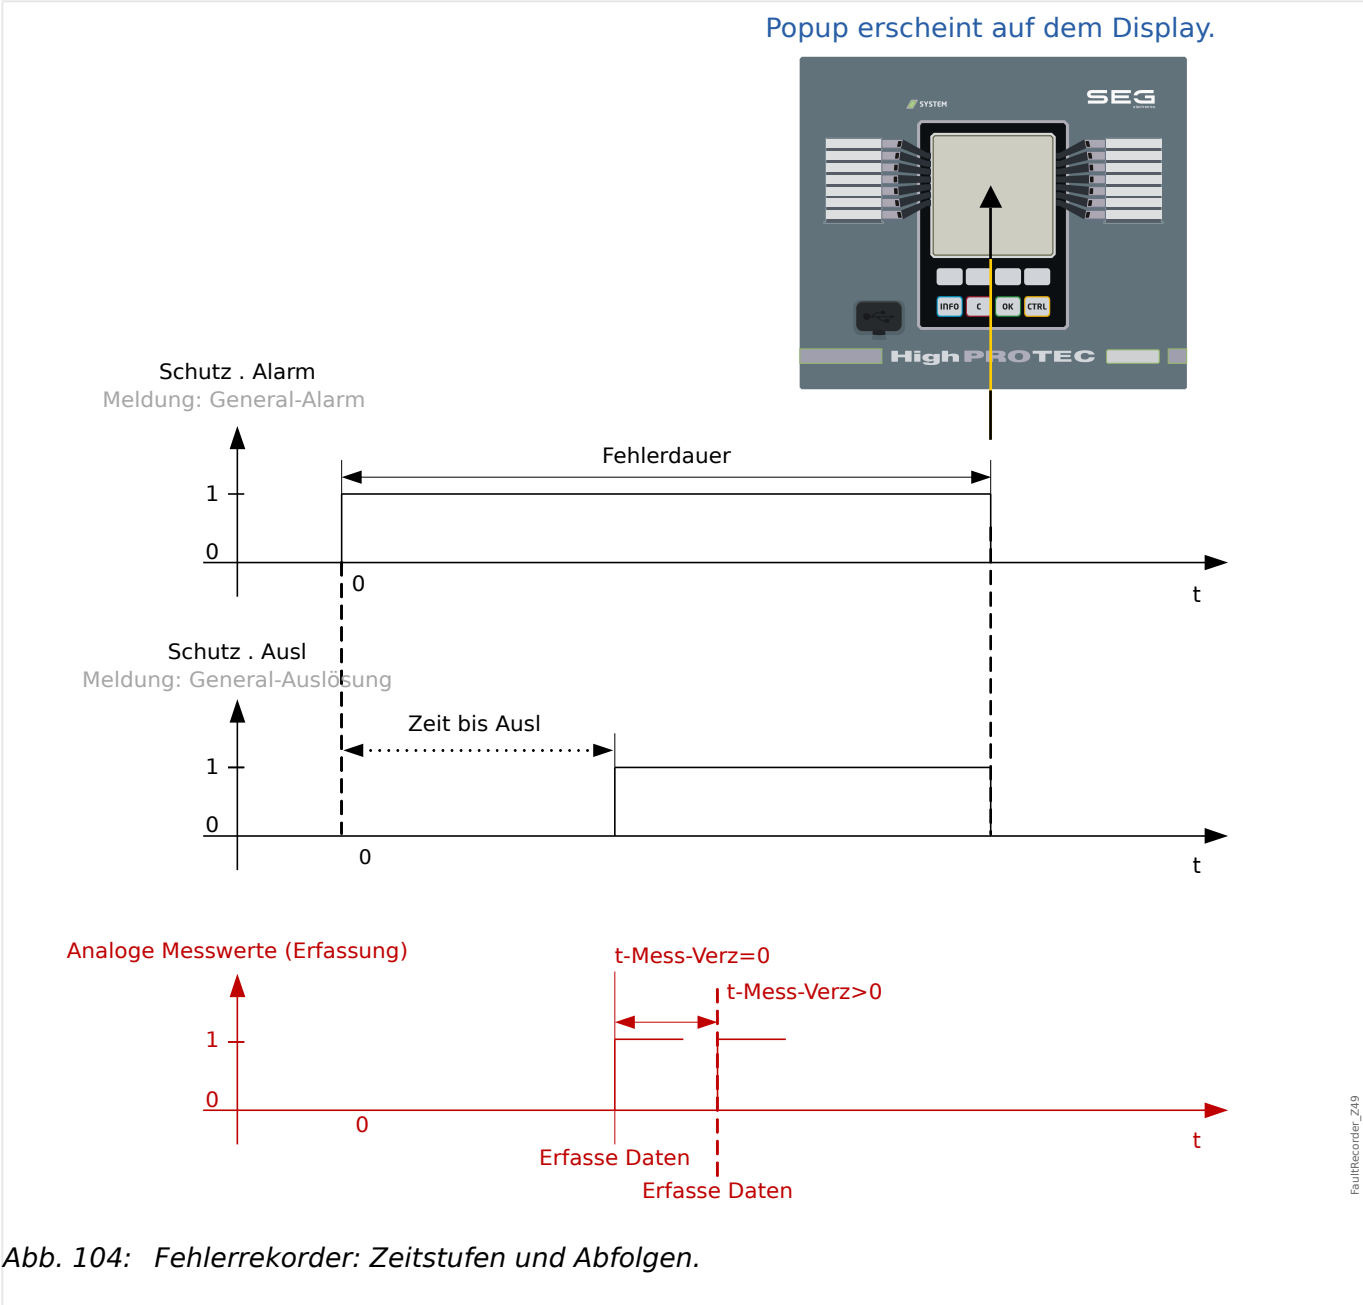 Popup erscheint auf dem Display.
SYSTEM
SEG
electronics
INFO
C
OK
CTRL
HighPROTEC
Schutz . Alarm
Meldung: General-Alarm
Fehlerdauer
1
0
0
t
Schutz . Ausl
Meldung: General-Auslösung
Zeit bis Ausl
1
0
0
t
Analoge Messwerte (Erfassung)
t-Mess-Verz=0
t-Mess-Verz>0
1
0
0
t
Erfasse Daten
Erfasse Daten
FaultRecorder_Z49
Abb. 104: Fehlerrekorder: Zeitstufen und Abfolgen.